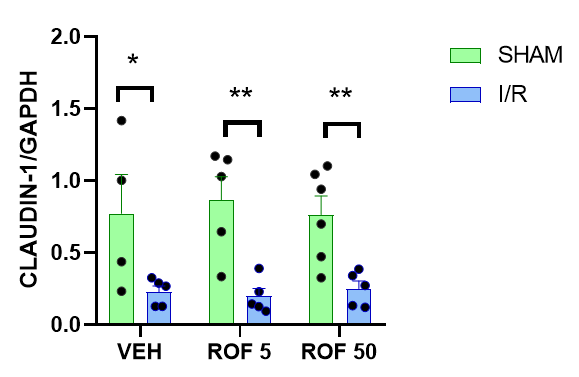 2.0
1.5
1.0
0.5
0.0
CLAUDIN-1/GAPDH
*
**
**
VEH
ROF 5
ROF 50
SHAM
I/R